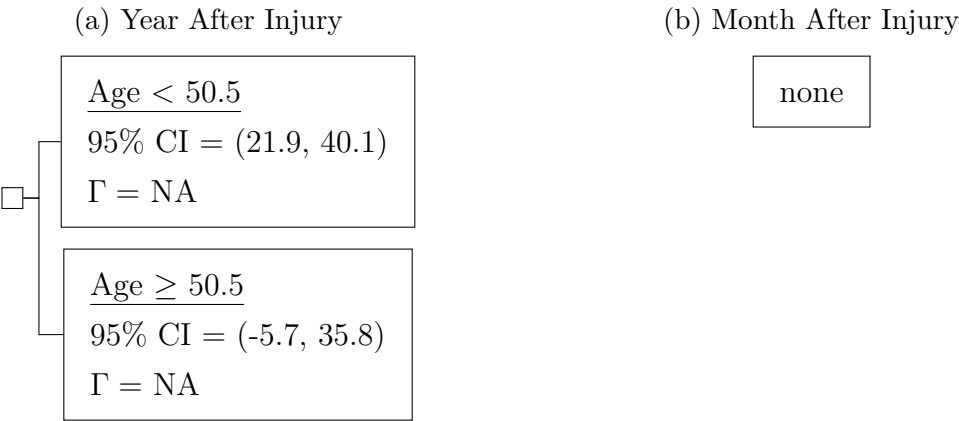 (a) Year After Injury
Age < 50.5
95% CI = (21.9, 40.1)
Γ = NA
Age ≥ 50.5
95% CI = (-5.7, 35.8)
Γ = NA
(b) Month After Injury
none